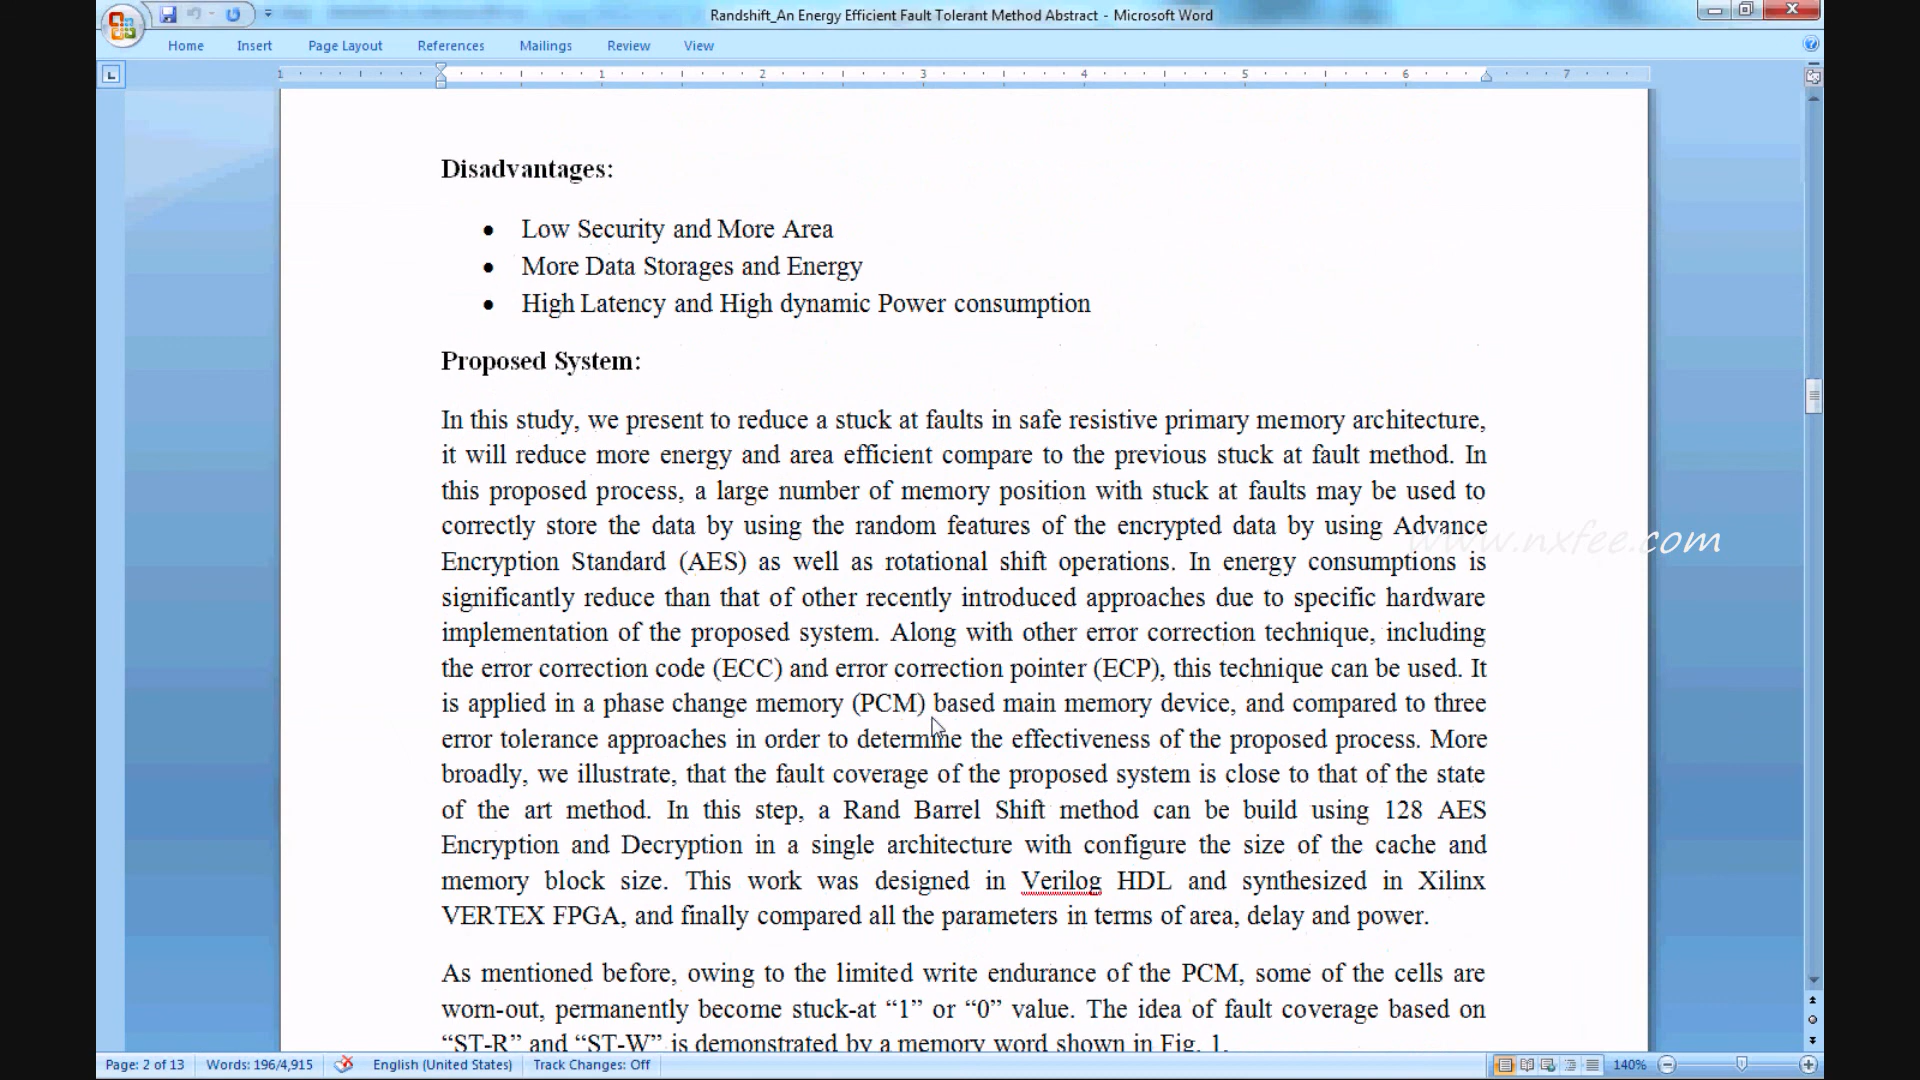 Randshift_An Energy Efficient Fault Tolerant Method Abstract - Microsoft Word
Home Insert Page Layout References Mailings Review View
1 1 2 3 4 5 6 7
Disadvantages:
• Low Security and More Area
• More Data Storages and Energy
• High Latency and High dynamic Power consumption
Proposed System:
In this study, we present to reduce a stuck at faults in safe resistive primary memory architecture,
it will reduce more energy and area efficient compare to the previous stuck at fault method. In
this proposed process, a large number of memory position with stuck at faults may be used to
correctly store the data by using the random features of the encrypted data by using Advance
www.nxfee.com
Encryption Standard (AES) as well as rotational shift operations. In energy consumptions is
significantly reduce than that of other recently introduced approaches due to specific hardware
implementation of the proposed system. Along with other error correction technique, including
the error correction code (ECC) and error correction pointer (ECP), this technique can be used. It
is applied in a phase change memory (PCM) based main memory device, and compared to three
error tolerance approaches in order to determine the effectiveness of the proposed process. More
broadly, we illustrate, that the fault coverage of the proposed system is close to that of the state
of the art method. In this step, a Rand Barrel Shift method can be build using 128 AES
Encryption and Decryption in a single architecture with configure the size of the cache and
memory block size. This work was designed in Verilog HDL and synthesized in Xilinx
VERTEX FPGA, and finally compared all the parameters in terms of area, delay and power.
As mentioned before, owing to the limited write endurance of the PCM, some of the cells are
worn-out, permanently become stuck-at “1” or “0” value. The idea of fault coverage based on
“ST-R” and “ST-W” is demonstrated by a memory word shown in Fig. 1.
Page: 2 of 13 Words: 196/4,915 English (United States) Track Changes: Off 140%